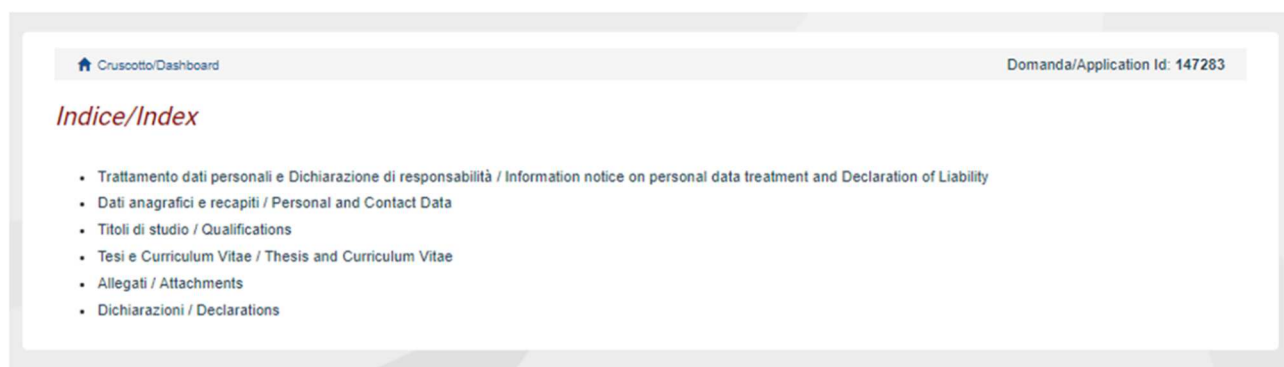 Cruscotto/Dashboard Domanda/Application Id: 147283
Indice/Index
• Trattamento dati personali e Dichiarazione di responsabilità / Information notice on personal data treatment and Declaration of Liability
• Dati anagrafici e recapiti / Personal and Contact Data
• Titoli di studio / Qualifications
• Tesi e Curriculum Vitae / Thesis and Curriculum Vitae
• Allegati / Attachments
• Dichiarazioni / Declarations